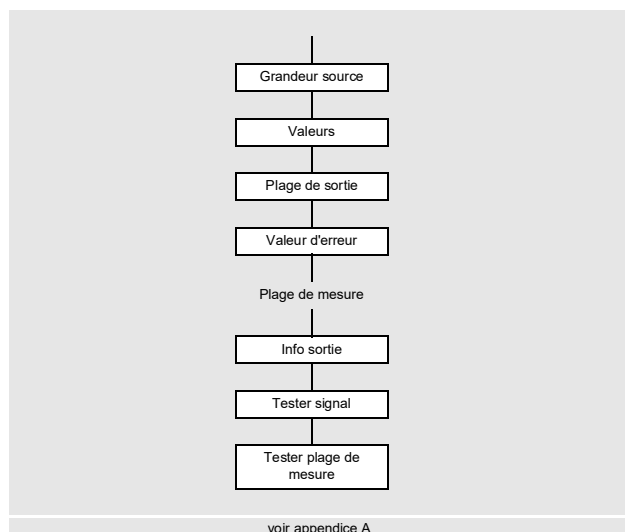 Grandeur source
Valeurs
Plage de sortie
Valeur d'erreur
Plage de mesure
Info sortie
Tester signal
Tester plage de
mesure
voir appendice A